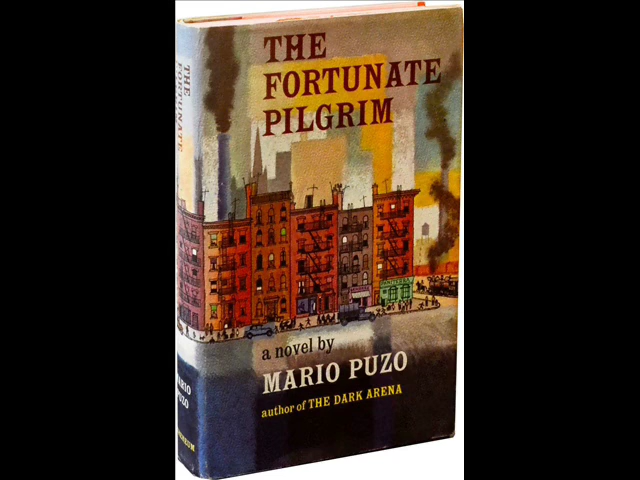 THE
FORTUNATE
PILGRIM
a novel by
MARIO PUZO
author of THE DARK ARENA
THE
FORTUNATE
MARIO
PUZO